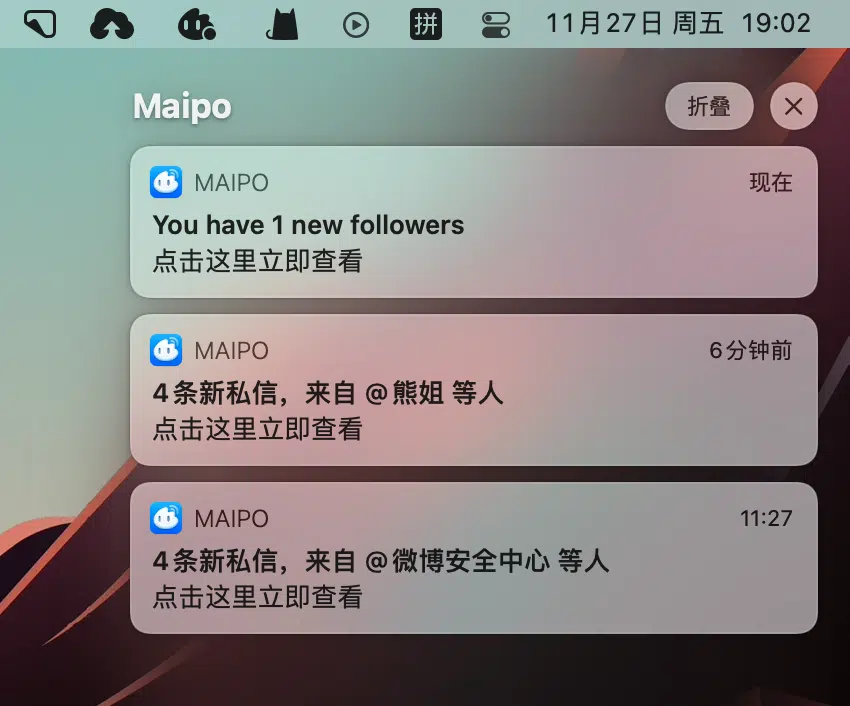 拼 11月27日 周五 19:02
Maipo 折叠
MAIPO 现在
You have 1 new followers
点击这里立即查看
MAIPO 6分钟前
4条新私信，来自 @熊姐 等人
点击这里立即查看
MAIPO 11:27
4条新私信，来自 @微博安全中心 等人
点击这里立即查看